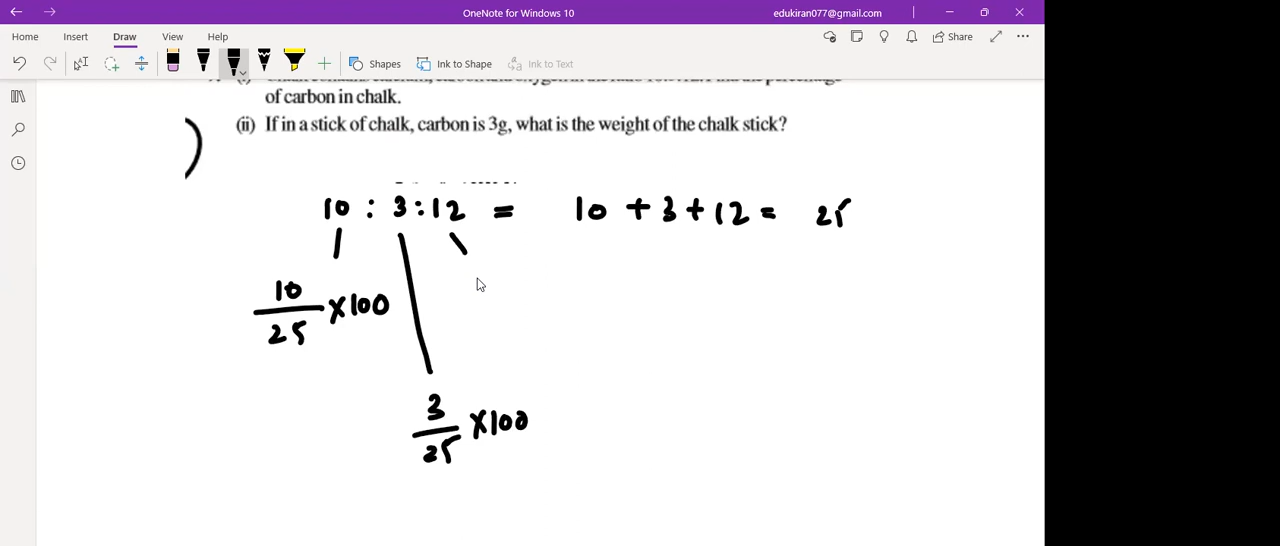 OneNote for Windows 10
edukiran077@gmail.com
Home Insert Draw View Help
Share
Shapes
Ink to Shape
Ink to Text
of carbon in chalk.
(ii) If in a stick of chalk, carbon is 3g, what is the weight of the chalk stick?
10 : 3 : 12 = 10 + 3 + 12 = 25
10
25
×100
3
25
×100